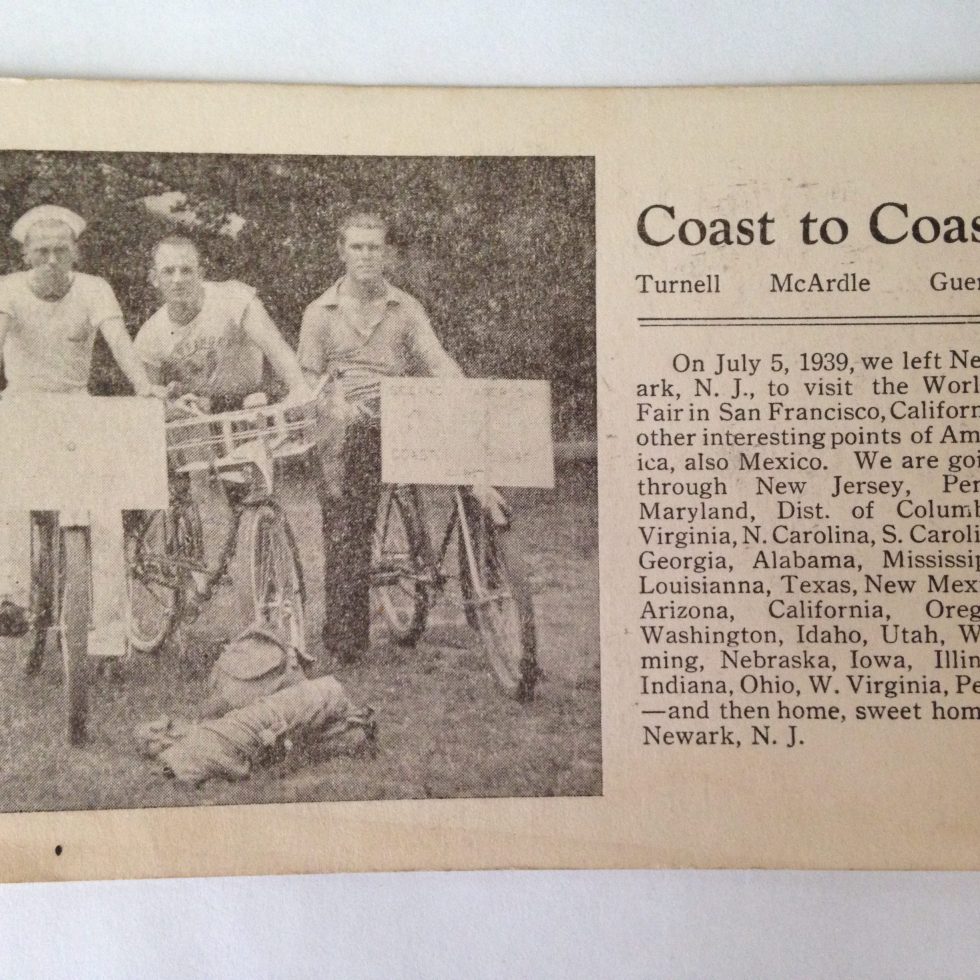 Coast to Coas
Turnell McArdle Guer
On July 5, 1939, we left Ne
ark, N. J., to visit the Worl
Fair in San Francisco, Californ
other interesting points of Am
ica, also Mexico. We are goi
through New Jersey, Pen
Maryland, Dist. of Columb
Virginia, N. Carolina, S. Caroli
Georgia, Alabama, Mississip
Louisianna, Texas, New Mex
Arizona, California, Oreg
Washington, Idaho, Utah, W
ming, Nebraska, Iowa, Illin
Indiana, Ohio, W. Virginia, Pe
—and then home, sweet hom
Newark, N. J.
COAST